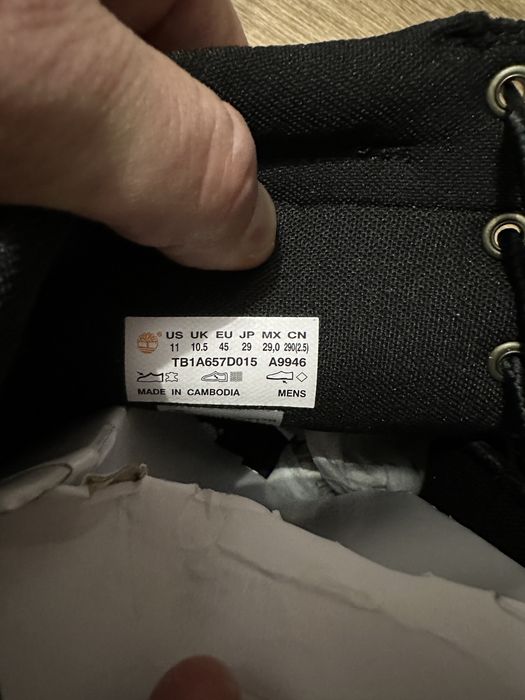 US UK EU JP MX CN
11 10.5 45 29 29,0 290(2.5)
TB1A657D015 A9946
MADE IN CAMBODIA MENS